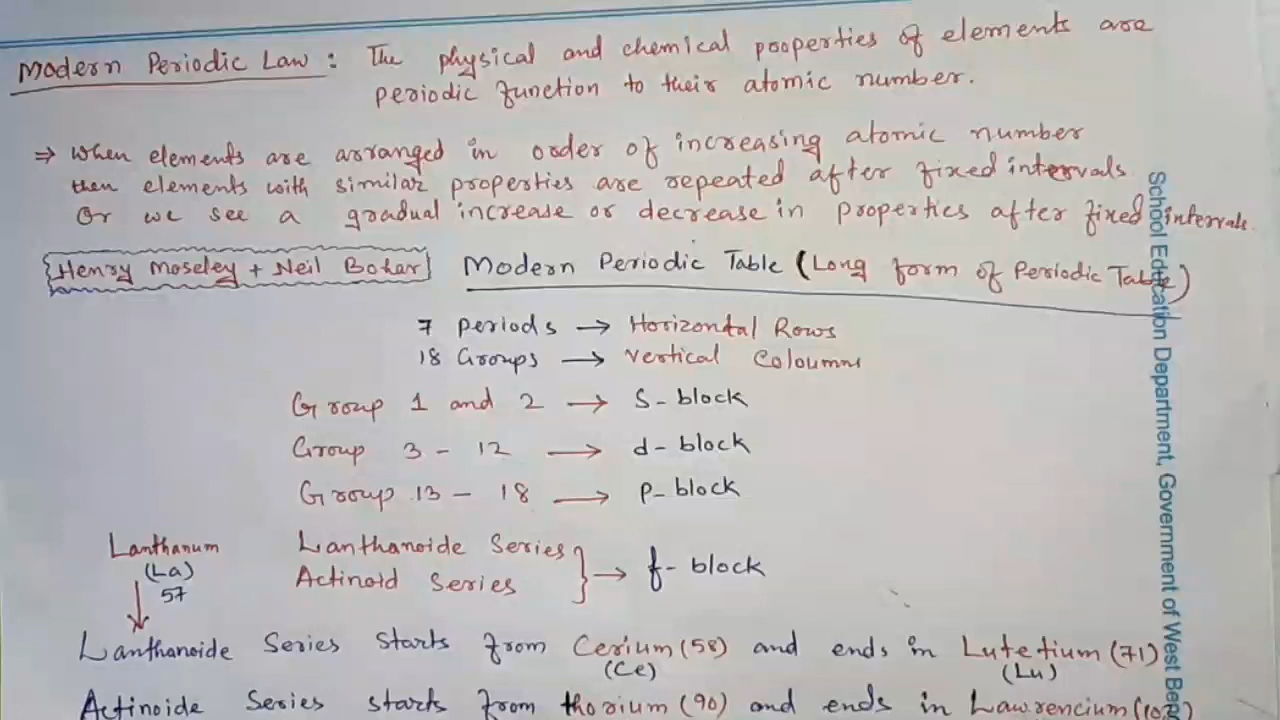 Modern Periodic Law : The physical and chemical properties of elements are
periodic function to their atomic number.
⇒ When elements are arranged in order of increasing atomic number
then elements with similar properties are repeated after fixed intervals.
Or we see a gradual increase or decrease in properties after fixed intervals.
Henry Moseley + Neil Bohar
Modern Periodic Table (Long form of Periodic Table)
7 periods → Horizontal Rows
18 Groups → Vertical Coloumns
Group 1 and 2 → S-block
Group 3 - 12 → d-block
Group 13 - 18 → P-block
Lanthanum
(La)
57
Lanthanoide Series
Actinoid Series
} → f-block
Lanthanoide Series Starts from Cerium (58) and ends in Lutetium (71)
(Ce) (Lu)
Actinoide Series starts from thorium (90) and ends in Lawrencium
School Education Department, Government of West